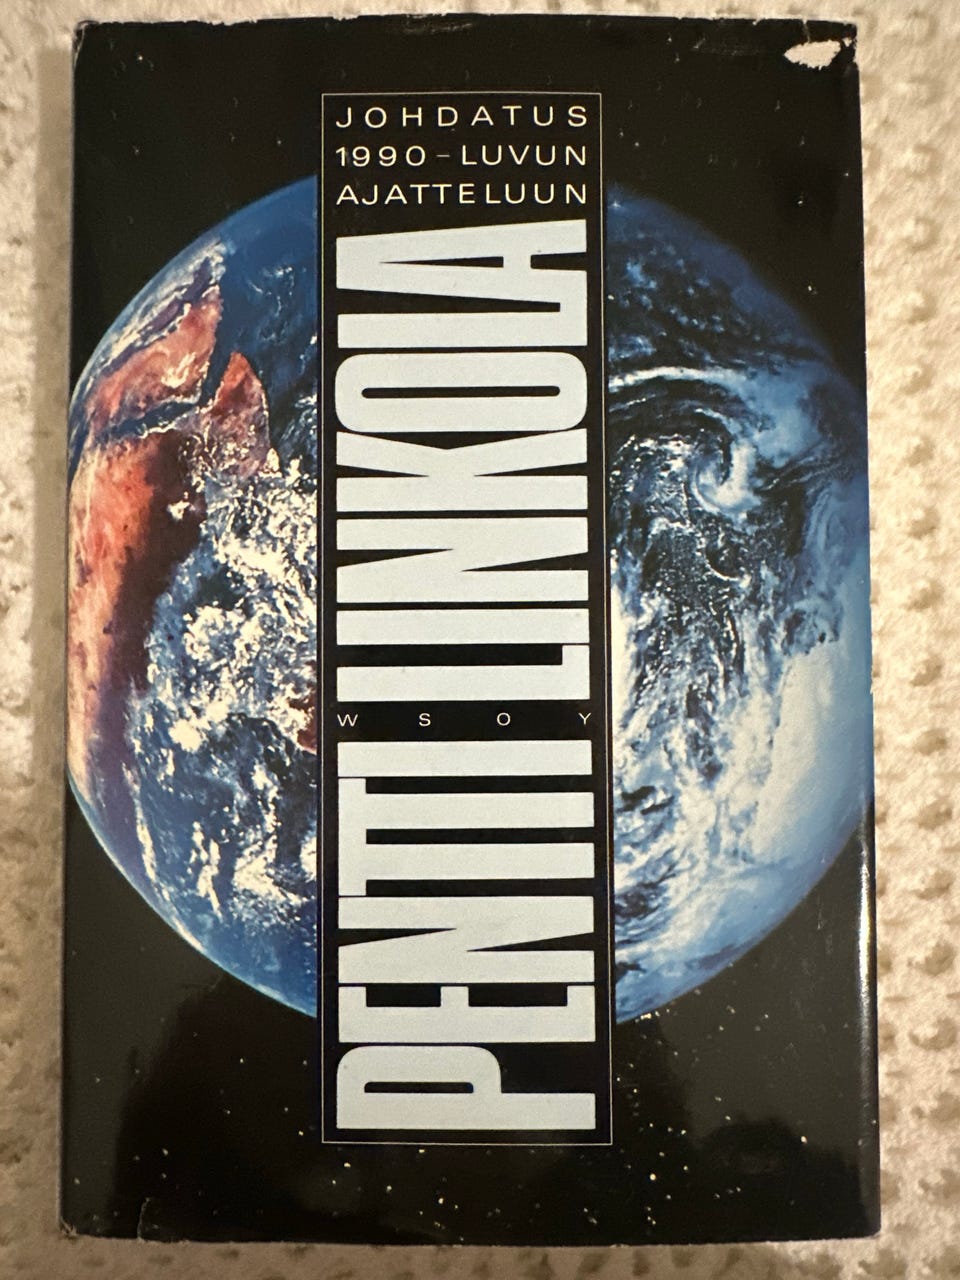 JOHDATUS
1990-LUVUN
AJATTELUUN
PENTTI LINKOLA
WSOY